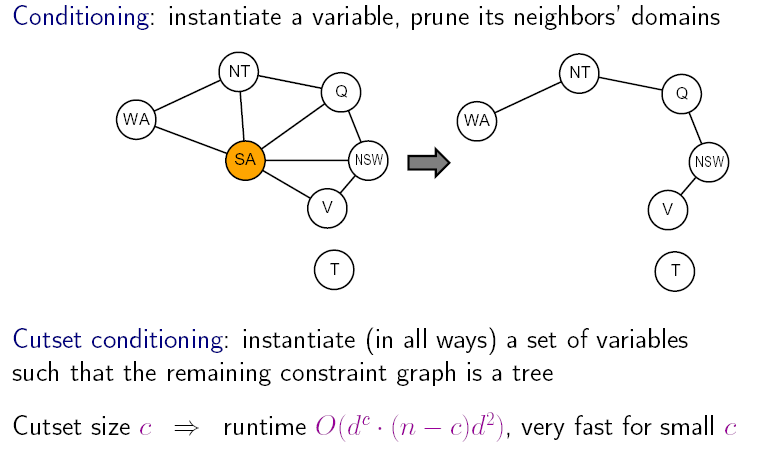 Conditioning: instantiate a variable, prune its neighbors' domains
NT
Q
WA
SA
NSW
V
T
NT
Q
WA
NSW
V
T
Cutset conditioning: instantiate (in all ways) a set of variables
such that the remaining constraint graph is a tree
Cutset size c ⇒ runtime O(d^c · (n − c)d^2), very fast for small c